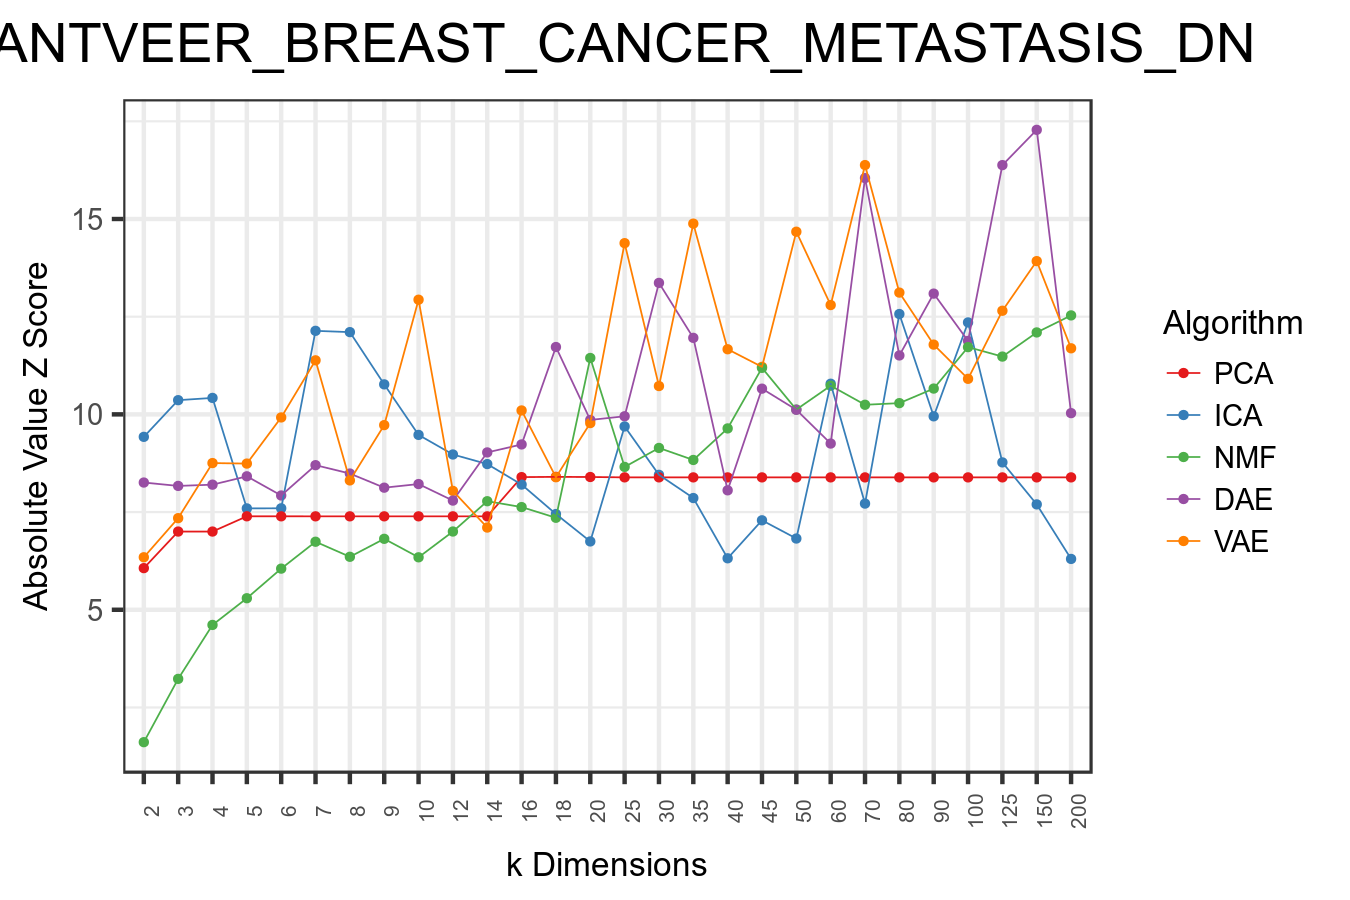 ANTVEER_BREAST_CANCER_METASTASIS_DN
Absolute Value Z Score
15
10
5
2 3 4 5 6 7 8 9 10 12 14 16 18 20 25 30 35 40 45 50 60 70 80 90 100 125 150 200
k Dimensions
Algorithm
PCA
ICA
NMF
DAE
VAE